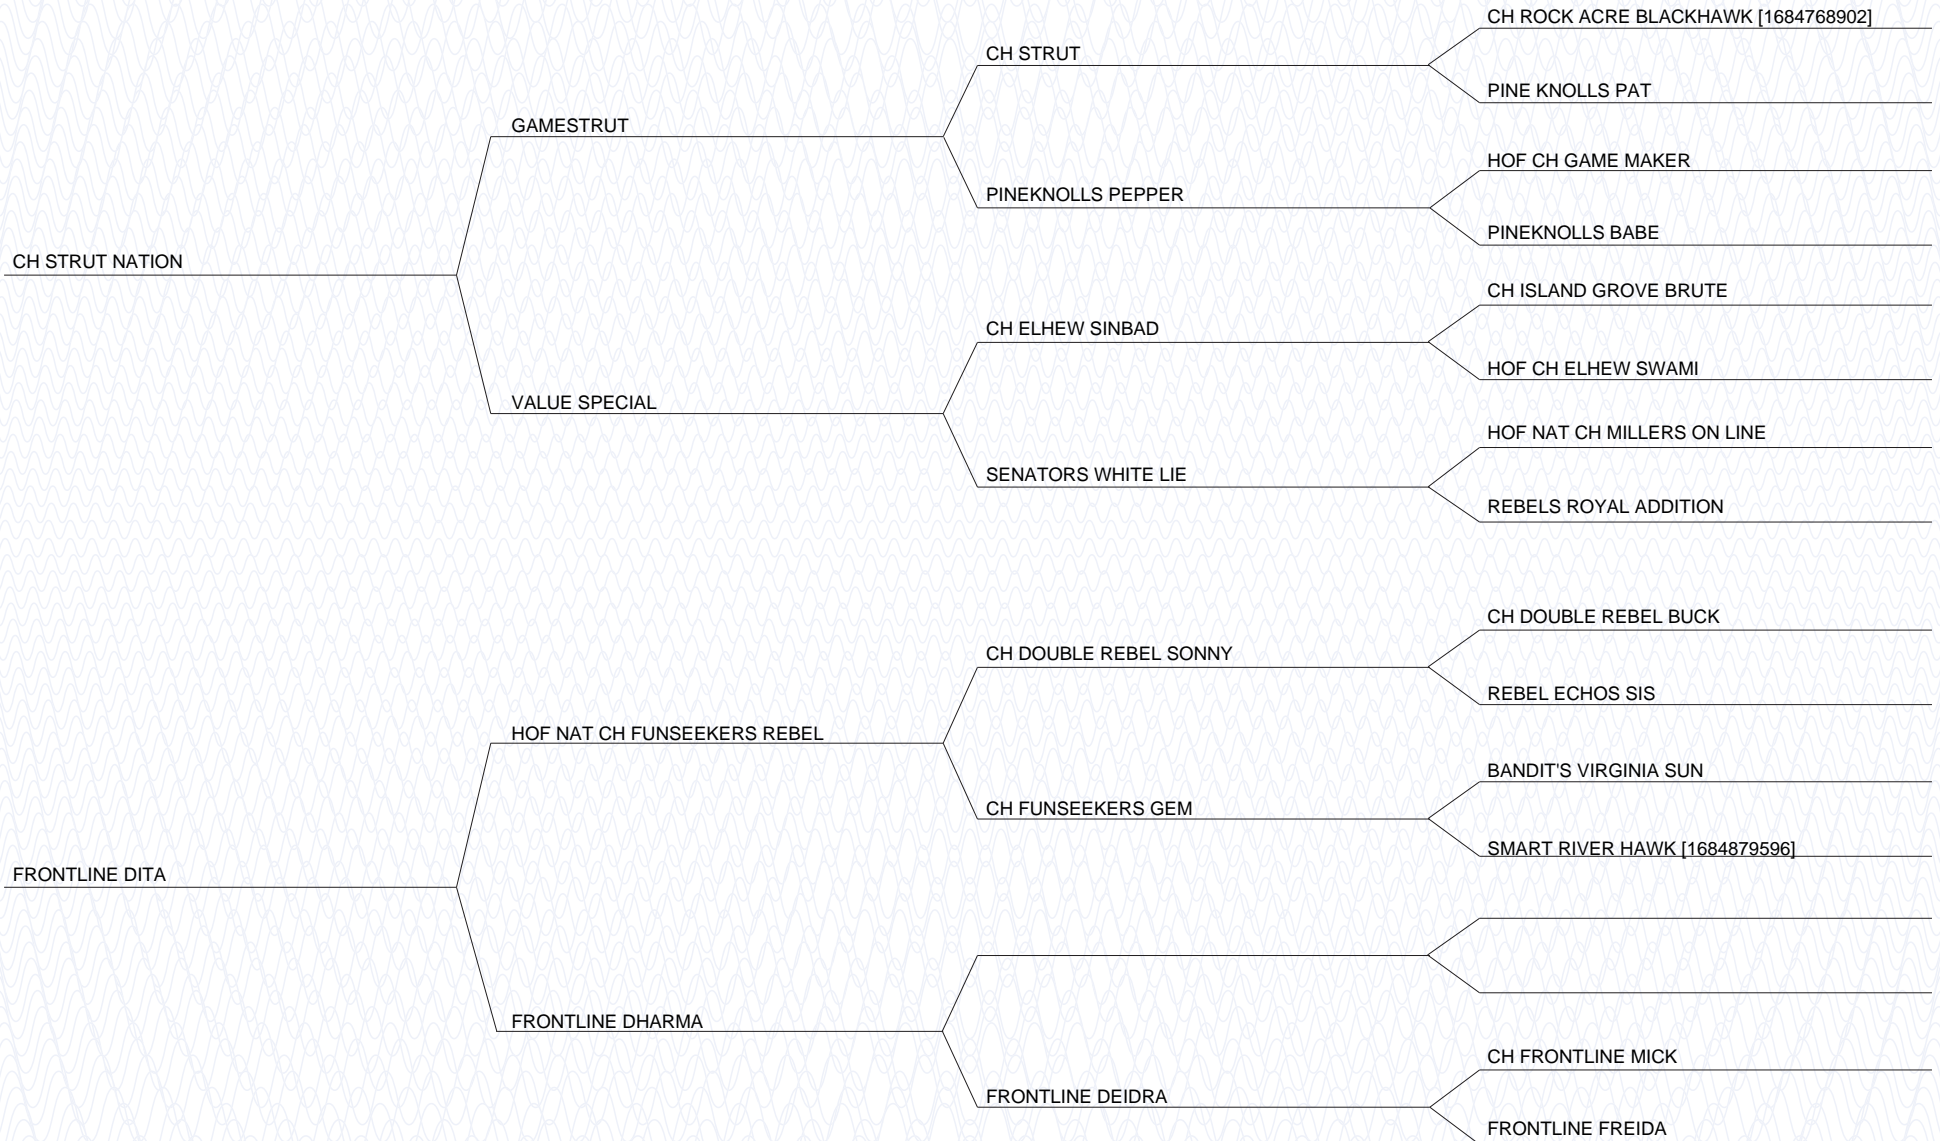 CH ROCK ACRE BLACKHAWK [1684768902]
CH STRUT
PINE KNOLLS PAT
GAMESTRUT
HOF CH GAME MAKER
PINEKNOLLS PEPPER
PINEKNOLLS BABE
CH STRUT NATION
CH ISLAND GROVE BRUTE
CH ELHEW SINBAD
HOF CH ELHEW SWAMI
VALUE SPECIAL
HOF NAT CH MILLERS ON LINE
SENATORS WHITE LIE
REBELS ROYAL ADDITION
CH DOUBLE REBEL BUCK
CH DOUBLE REBEL SONNY
REBEL ECHOS SIS
HOF NAT CH FUNSEEKERS REBEL
BANDIT'S VIRGINIA SUN
CH FUNSEEKERS GEM
SMART RIVER HAWK [1684879596]
FRONTLINE DITA
FRONTLINE DHARMA
CH FRONTLINE MICK
FRONTLINE DEIDRA
FRONTLINE FREIDA